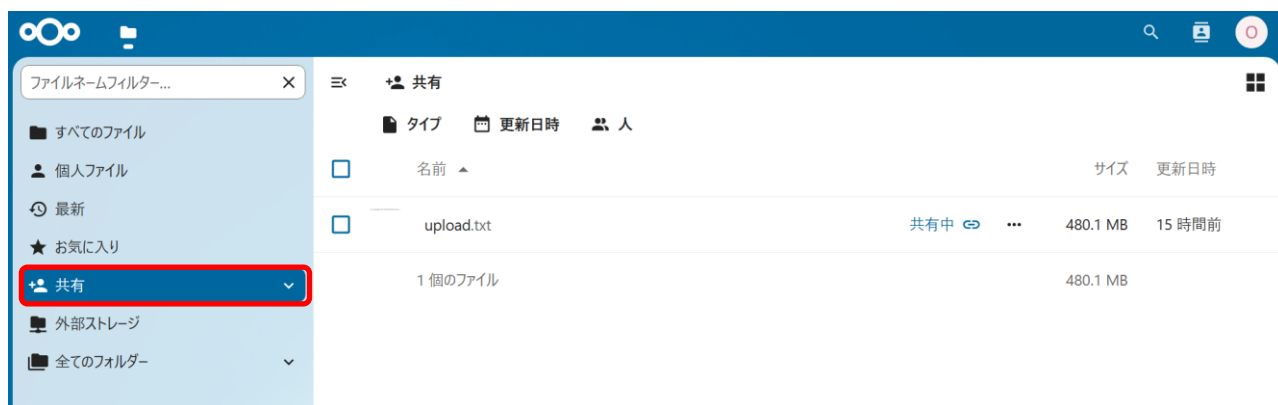 O
ファイルネームフィルター...
共有
すべてのファイル
タイプ 更新日時 人
個人ファイル
名前 サイズ 更新日時
最新
upload.txt 共有中 480.1 MB 15 時間前
お気に入り
共有
1 個のファイル 480.1 MB
外部ストレージ
全てのフォルダー